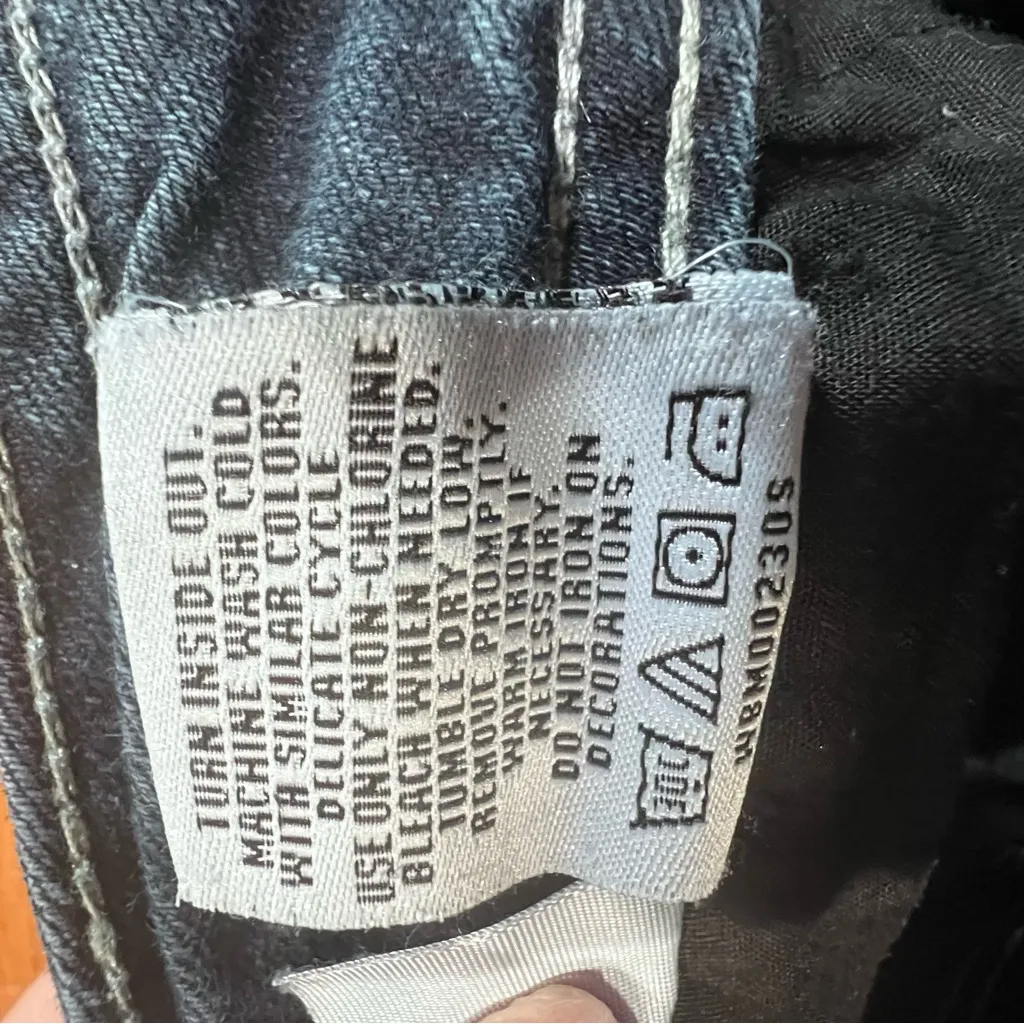 TURN INSIDE OUT.
MACHINE WASH COLD
WITH SIMILAR COLORS.
DELICATE CYCLE
USE ONLY NON-CHLORINE
BLEACH WHEN NEEDED.
TUMBLE DRY LOW.
REMOVE PROMPTLY.
WARM IRON IF
NECESSARY.
DO NOT IRON ON
DECORATIONS.
WBM00230S